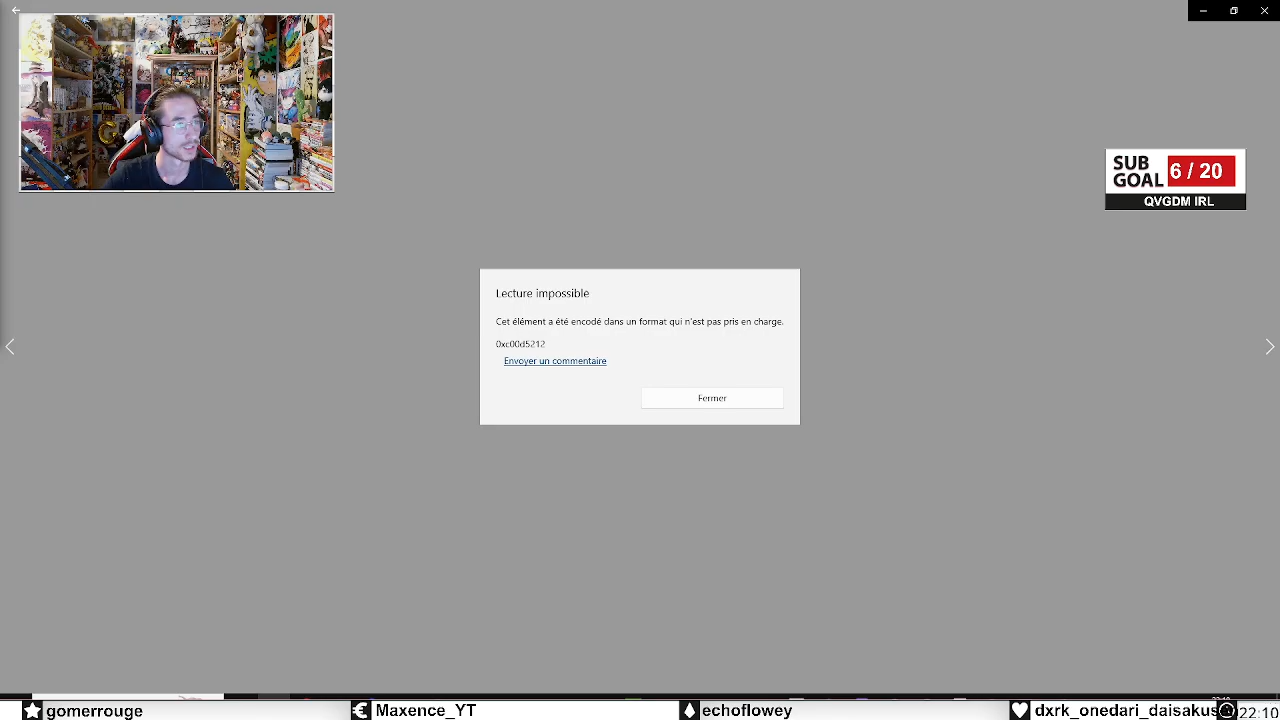 SUB
GOAL
6 / 20
QVGDM IRL
Lecture impossible
Cet élément a été encodé dans un format qui n'est pas pris en charge.
0xc00d5212
Envoyer un commentaire
Fermer
gomerrouge
Maxence_YT
echoflowey
dxrk_onedari_daisakus
22:10